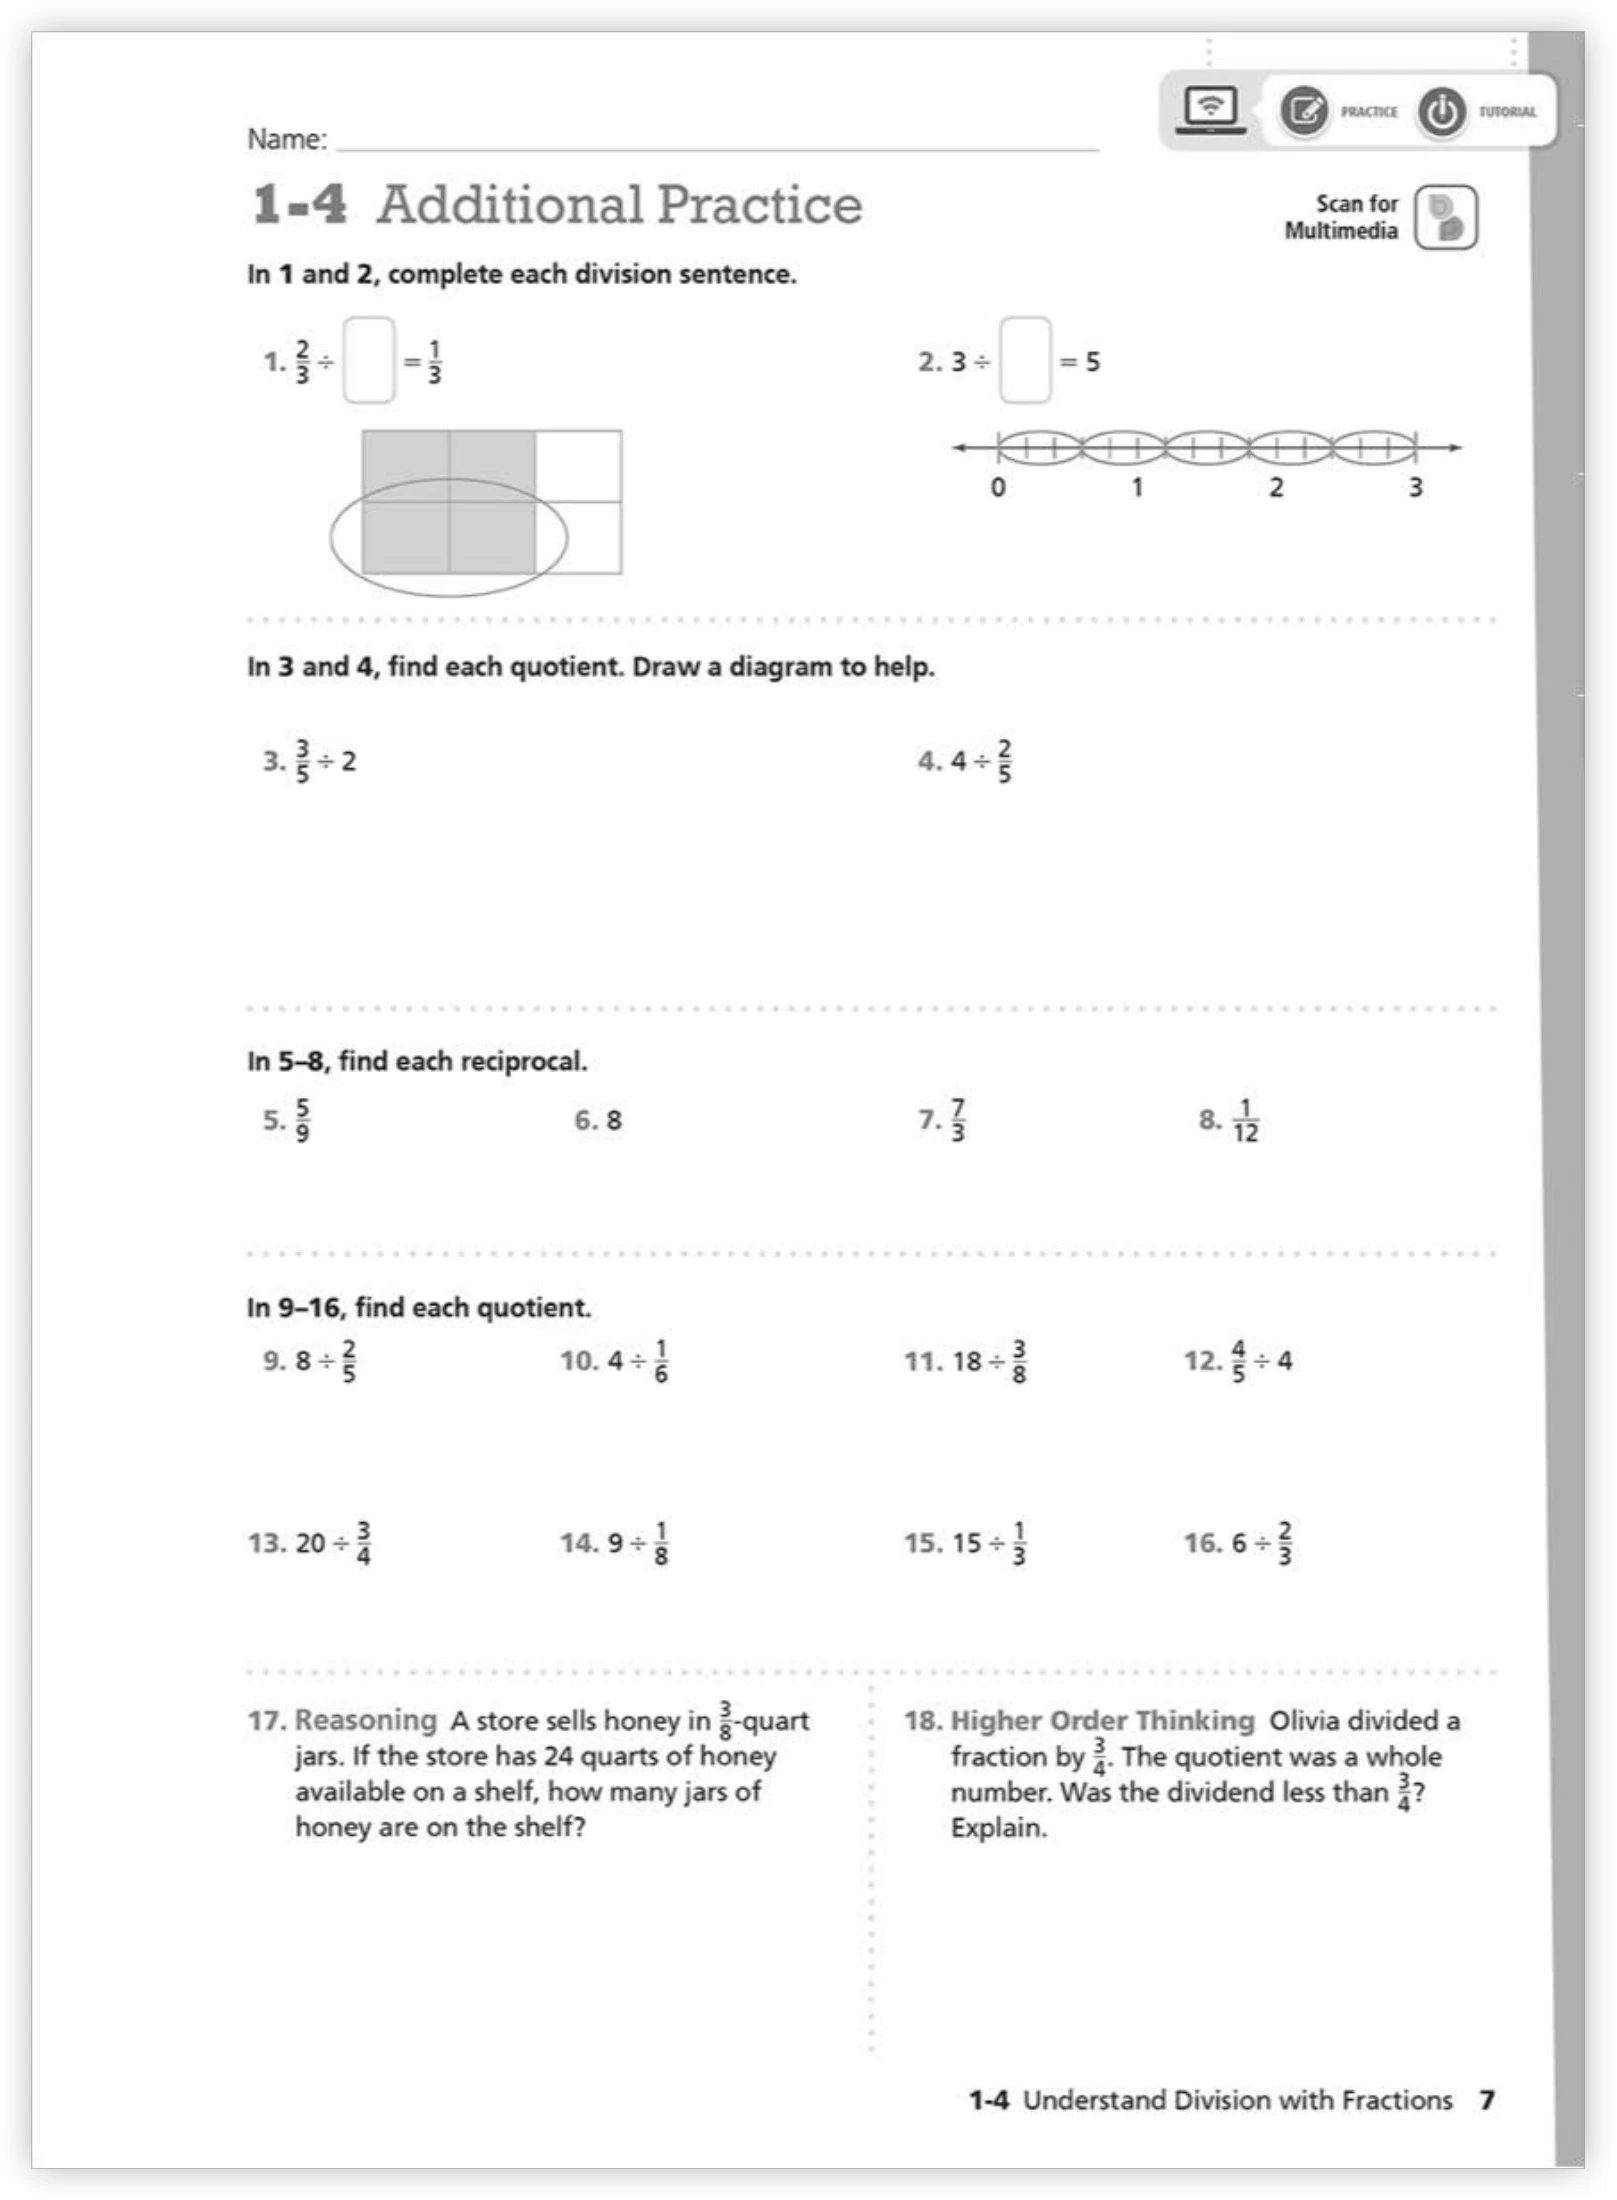 PRACTICE TUTORIAL
Name:
1-4 Additional Practice
Scan for
Multimedia
In 1 and 2, complete each division sentence.
1. 2/3 ÷ = 1/3
2. 3 ÷ = 5
0 1 2 3
In 3 and 4, find each quotient. Draw a diagram to help.
3. 3/5 ÷ 2
4. 4 ÷ 2/5
In 5–8, find each reciprocal.
5. 5/9
6. 8
7. 7/3
8. 1/12
In 9–16, find each quotient.
9. 8 ÷ 2/5
10. 4 ÷ 1/6
11. 18 ÷ 3/8
12. 4/5 ÷ 4
13. 20 ÷ 3/4
14. 9 ÷ 1/8
15. 15 ÷ 1/3
16. 6 ÷ 2/3
17. Reasoning A store sells honey in 3/8-quart
jars. If the store has 24 quarts of honey
available on a shelf, how many jars of
honey are on the shelf?
18. Higher Order Thinking Olivia divided a
fraction by 3/4. The quotient was a whole
number. Was the dividend less than 3/4?
Explain.
1-4 Understand Division with Fractions 7